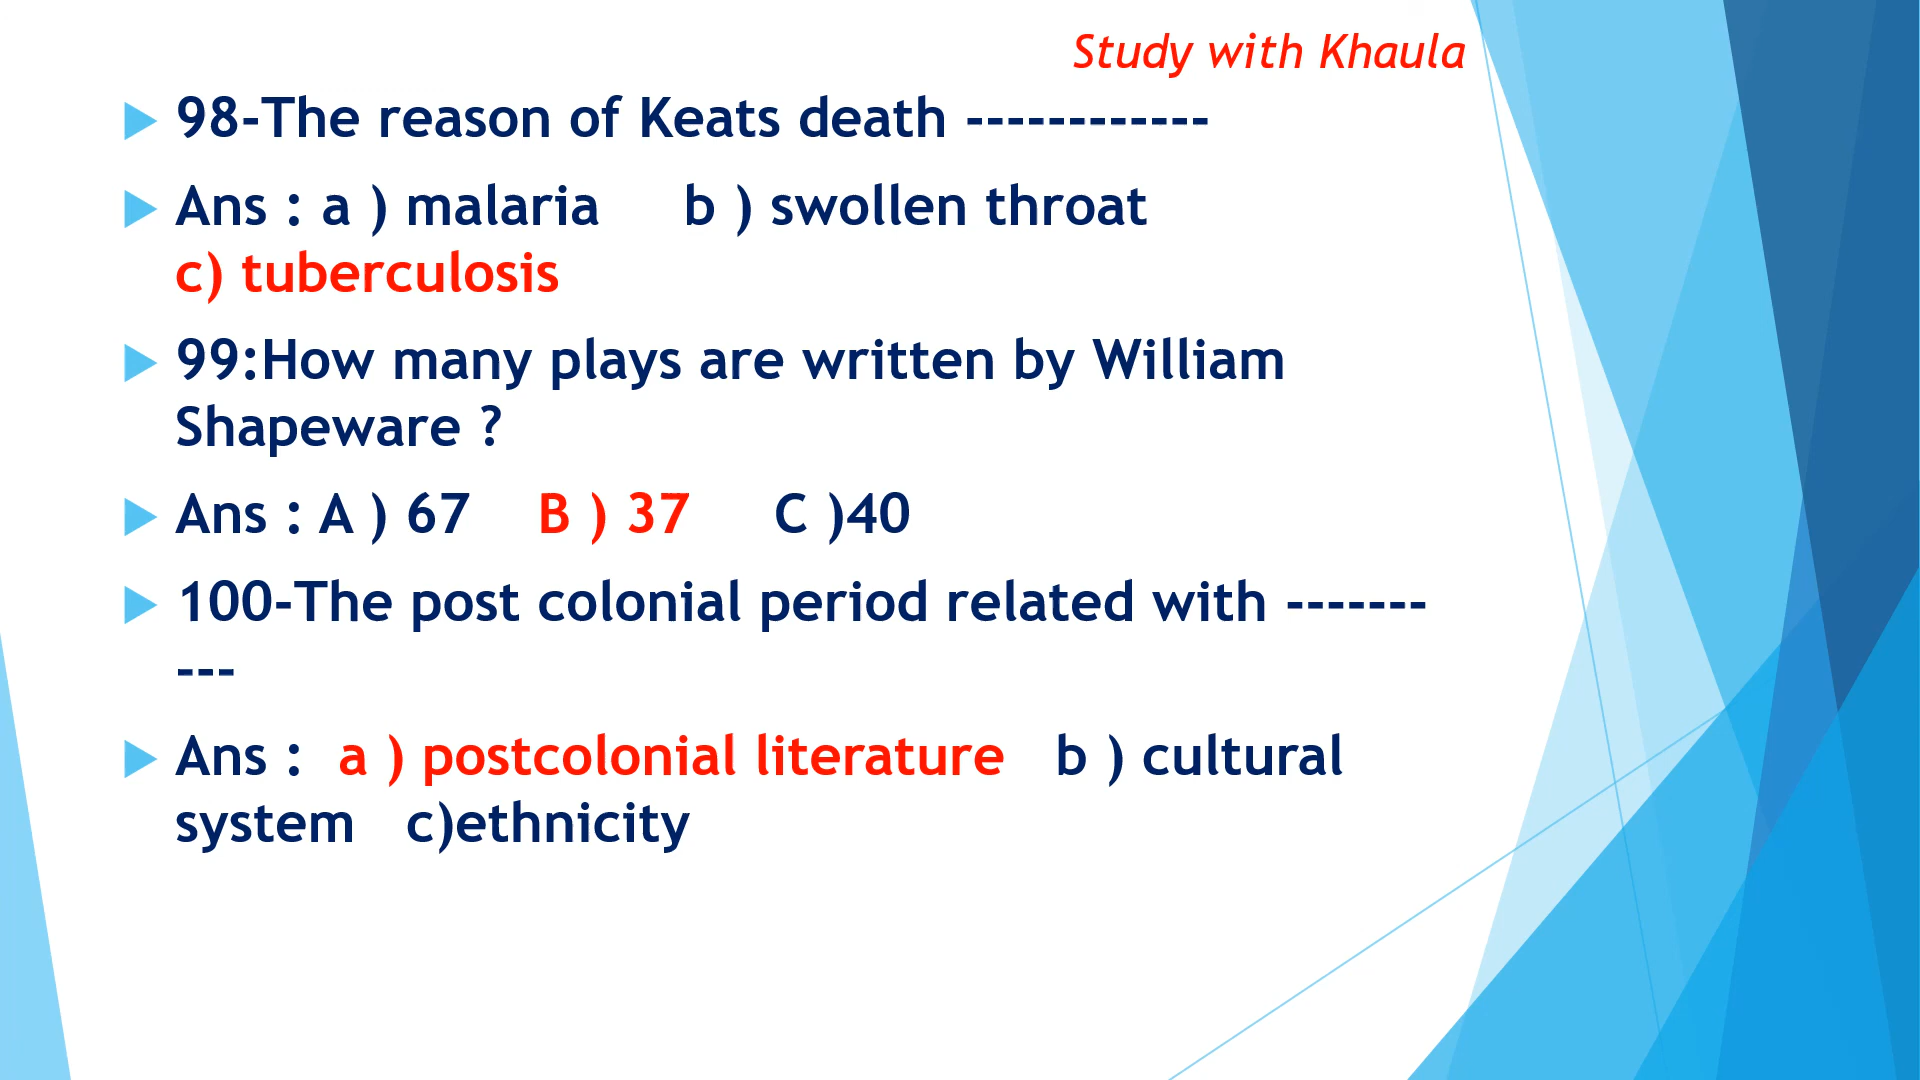 Study with Khaula
98-The reason of Keats death ------------
Ans : a ) malaria b ) swollen throat
c) tuberculosis
99:How many plays are written by William
Shapeware ?
Ans : A ) 67 B ) 37 C )40
100-The post colonial period related with -------
---
Ans : a ) postcolonial literature b ) cultural
system c)ethnicity